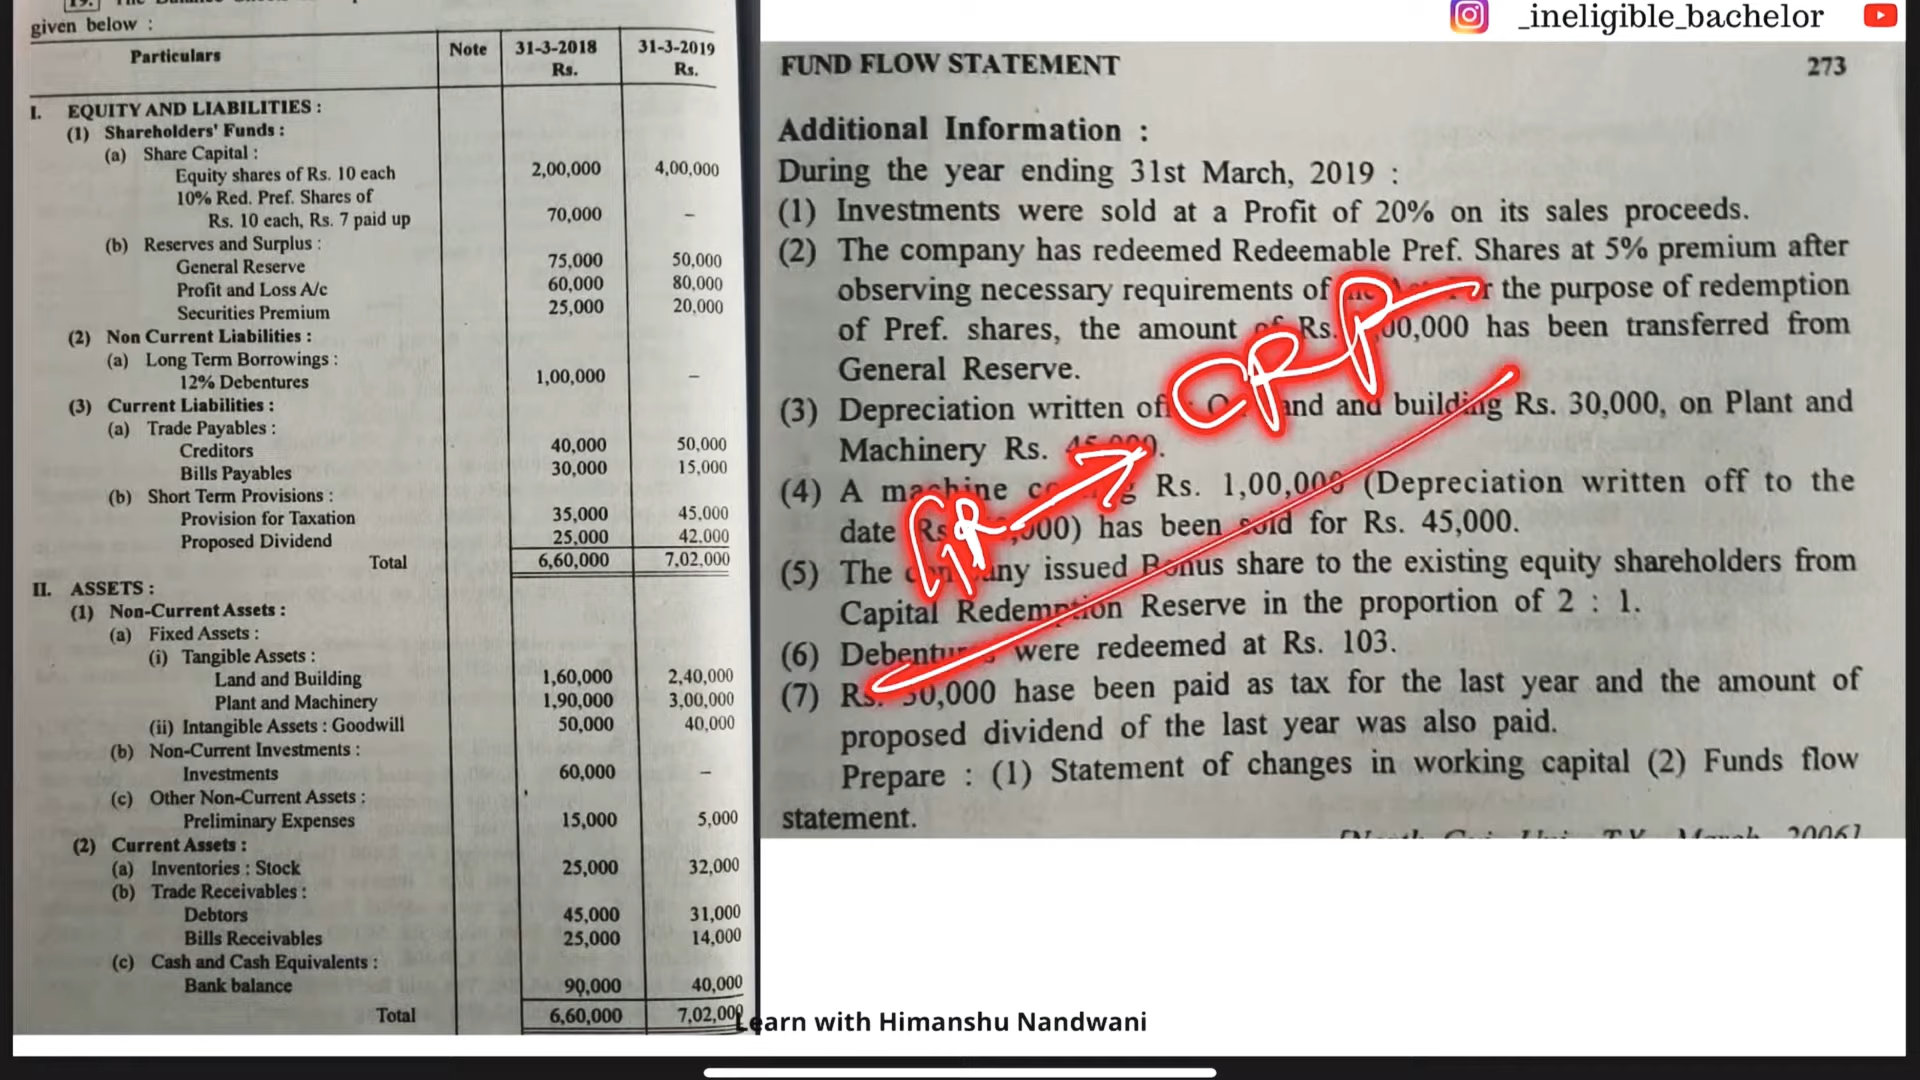 given below :
Particulars Note 31-3-2018 Rs. 31-3-2019 Rs.
I. EQUITY AND LIABILITIES :
(1) Shareholders' Funds :
(a) Share Capital :
Equity shares of Rs. 10 each 2,00,000 4,00,000
10% Red. Pref. Shares of
Rs. 10 each, Rs. 7 paid up 70,000 –
(b) Reserves and Surplus :
General Reserve 75,000 50,000
Profit and Loss A/c 60,000 80,000
Securities Premium 25,000 20,000
(2) Non Current Liabilities :
(a) Long Term Borrowings :
12% Debentures 1,00,000 –
(3) Current Liabilities :
(a) Trade Payables :
Creditors 40,000 50,000
Bills Payables 30,000 15,000
(b) Short Term Provisions :
Provision for Taxation 35,000 45,000
Proposed Dividend 25,000 42,000
Total 6,60,000 7,02,000
II. ASSETS :
(1) Non-Current Assets :
(a) Fixed Assets :
(i) Tangible Assets :
Land and Building 1,60,000 2,40,000
Plant and Machinery 1,90,000 3,00,000
(ii) Intangible Assets : Goodwill 50,000 40,000
(b) Non-Current Investments :
Investments 60,000 –
(c) Other Non-Current Assets :
Preliminary Expenses 15,000 5,000
(2) Current Assets :
(a) Inventories : Stock 25,000 32,000
(b) Trade Receivables :
Debtors 45,000 31,000
Bills Receivables 25,000 14,000
(c) Cash and Cash Equivalents :
Bank balance 90,000 40,000
Total 6,60,000 7,02,000
_ineligible_bachelor
FUND FLOW STATEMENT 273
Additional Information :
During the year ending 31st March, 2019 :
(1) Investments were sold at a Profit of 20% on its sales proceeds.
(2) The company has redeemed Redeemable Pref. Shares at 5% premium after
observing necessary requirements of the purpose of redemption
of Pref. shares, the amount of Rs. has been transferred from
General Reserve.
(3) Depreciation written and building Rs. 30,000, on Plant and
Machinery Rs. 45,000.
(4) A machine Rs. 1,00,000 (Depreciation written off to the
date has been sold for Rs. 45,000.
(5) The company issued Bonus share to the existing equity shareholders from
Capital Redemption Reserve in the proportion of 2 : 1.
(6) Debentures were redeemed at Rs. 103.
(7) Rs. 30,000 hase been paid as tax for the last year and the amount of
proposed dividend of the last year was also paid.
Prepare : (1) Statement of changes in working capital (2) Funds flow
statement.
GR → CRR
Learn with Himanshu Nandwani